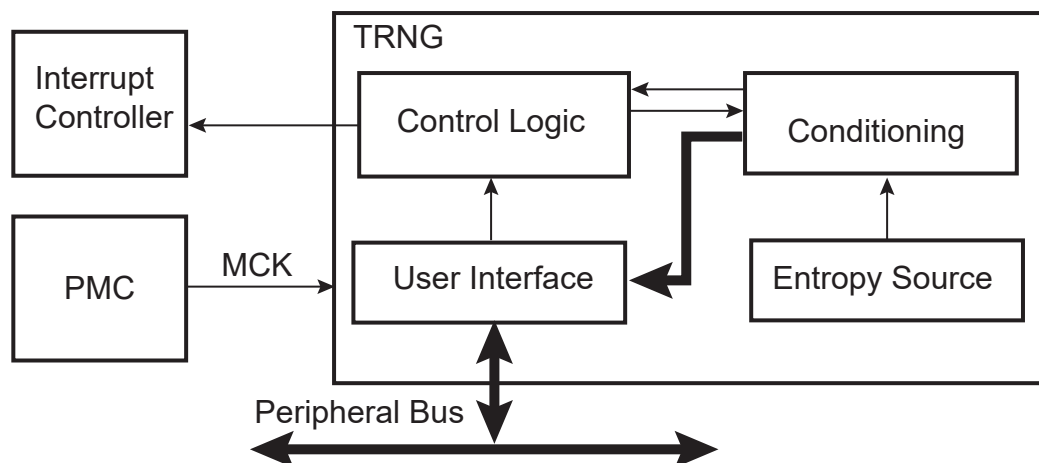 TRNG
Interrupt
Controller
Control Logic
Conditioning
PMC
MCK
User Interface
Entropy Source
Peripheral Bus